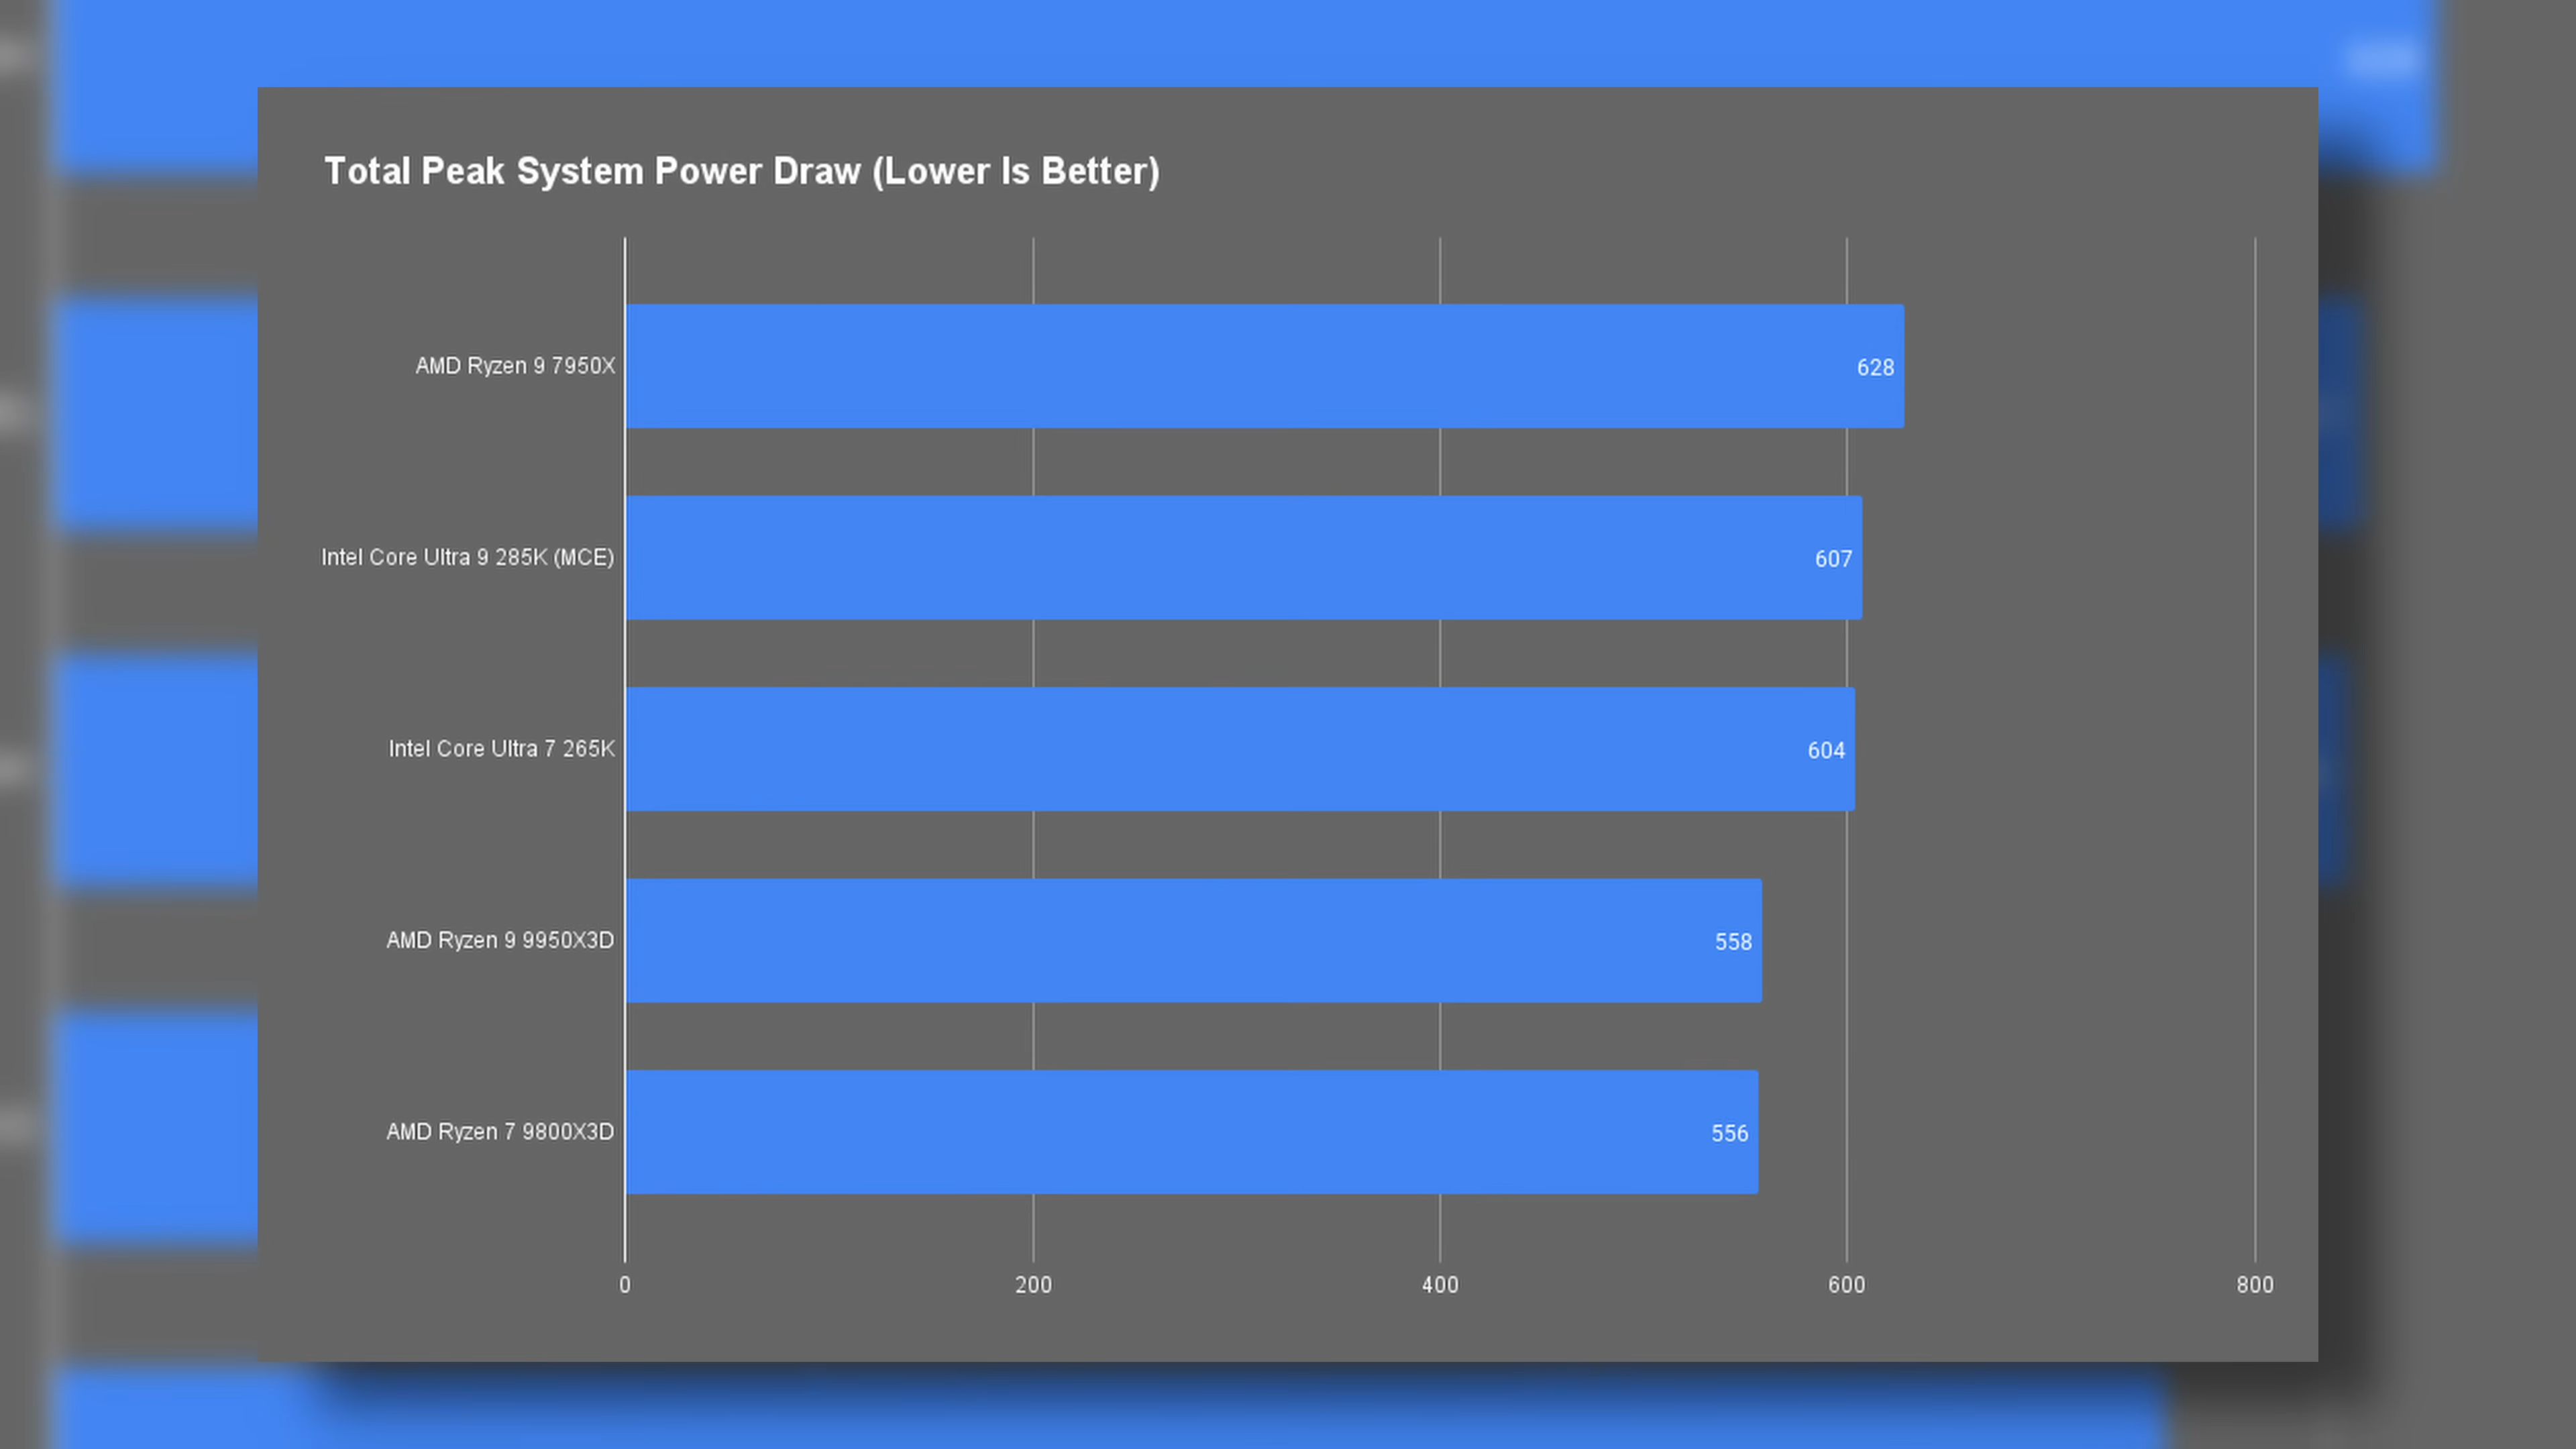 Total Peak System Power Draw (Lower Is Better)
AMD Ryzen 9 7950X 628
Intel Core Ultra 9 285K (MCE) 607
Intel Core Ultra 7 265K 604
AMD Ryzen 9 9950X3D 558
AMD Ryzen 7 9800X3D 556
0 200 400 600 800